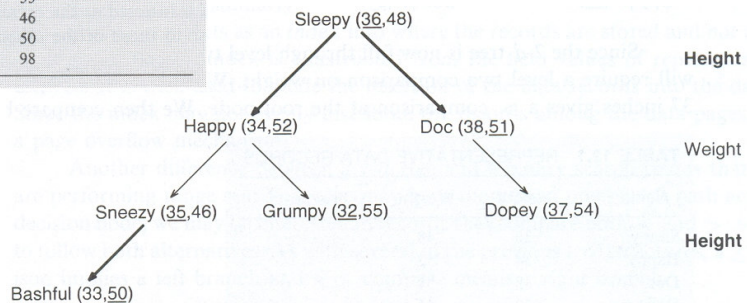 46
50
98
Sleepy (36,48)
Height
Happy (34,52)
Doc (38,51)
Weight
Sneezy (35,46)
Grumpy (32,55)
Dopey (37,54)
Height
Bashful (33,50)